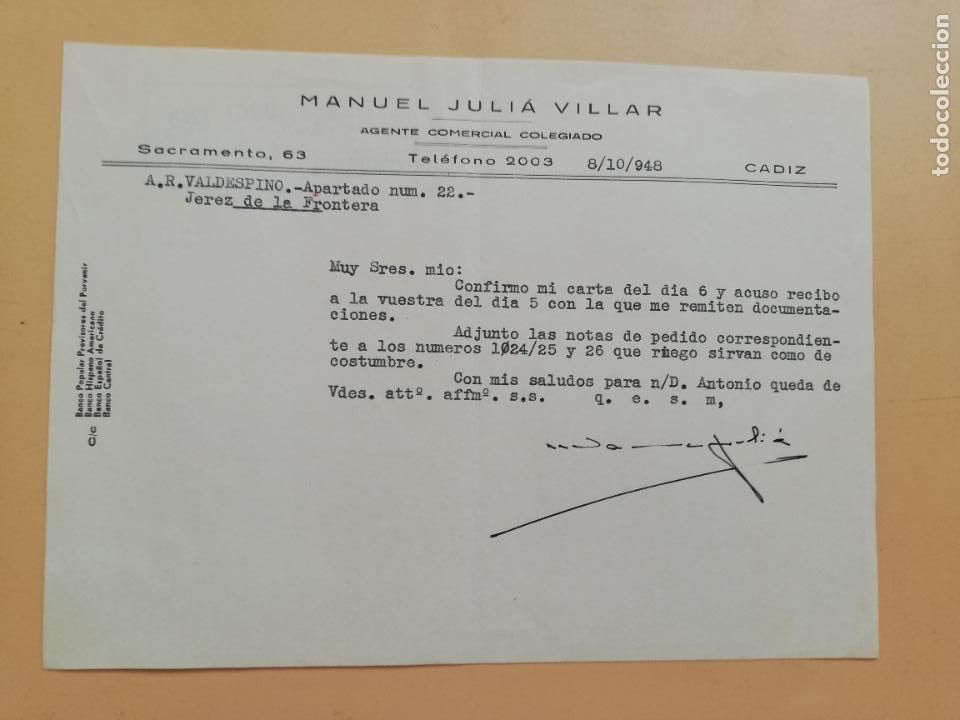 MANUEL JULIÁ VILLAR
AGENTE COMERCIAL COLEGIADO
Sacramento, 63 Teléfono 2003 8/10/948 CADIZ
A.R.VALDESPINO.-Apartado num. 22.-
Jerez de la Frontera
Muy Sres. mio:
Confirmo mi carta del dia 6 y acuso recibo
a la vuestra del dia 5 con la que me remiten documenta-
ciones.
Adjunto las notas de pedido correspondien-
te a los numeros 1024/25 y 26 que ruego sirvan como de
costumbre.
Con mis saludos para n/D. Antonio queda de
Vdes. attº. affmº. s.s. q. e. s. m,
Juliá
C/c Banco Popular Previsores del Porvenir
Banco Hispano Americano
Banco Español de Crédito
Banco Central
todocoleccion